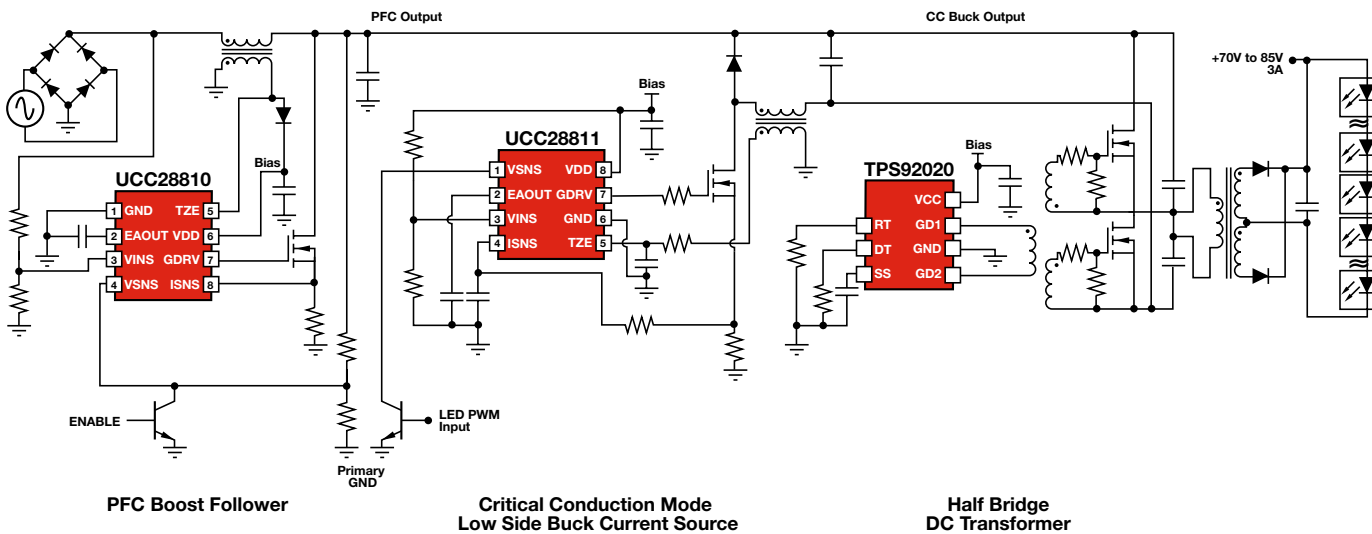 PFC Output
CC Buck Output
+70V to 85V
3A
Bias
UCC28810
1 GND TZE 5
2 EAOUT VDD 6
3 VINS GDRV 7
4 VSNS ISNS 8
Bias
UCC28811
1 VSNS VDD 8
2 EAOUT GDRV 7
3 VINS GND 6
4 ISNS TZE 5
Bias
TPS92020
VCC
RT GD1
DT GND
SS GD2
ENABLE
Primary
GND
LED PWM
Input
PFC Boost Follower
Critical Conduction Mode
Low Side Buck Current Source
Half Bridge
DC Transformer